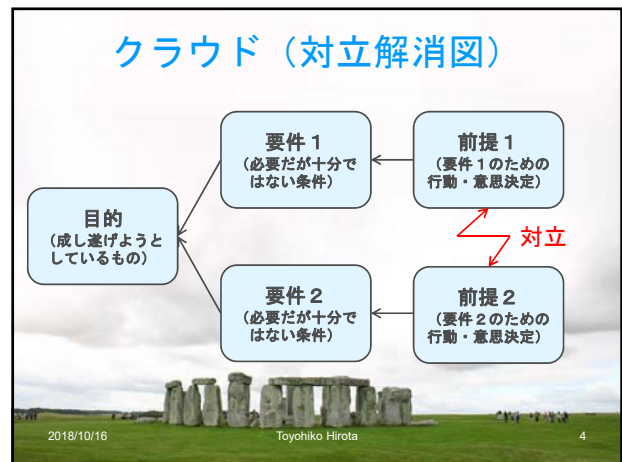 クラウド（対立解消図）
要件１
（必要だが十分で
はない条件）
前提１
（要件１のための
行動・意思決定）
目的
（成し遂げようと
しているもの）
対立
要件２
（必要だが十分で
はない条件）
前提２
（要件２のための
行動・意思決定）
2018/10/16
Toyohiko Hirota
4